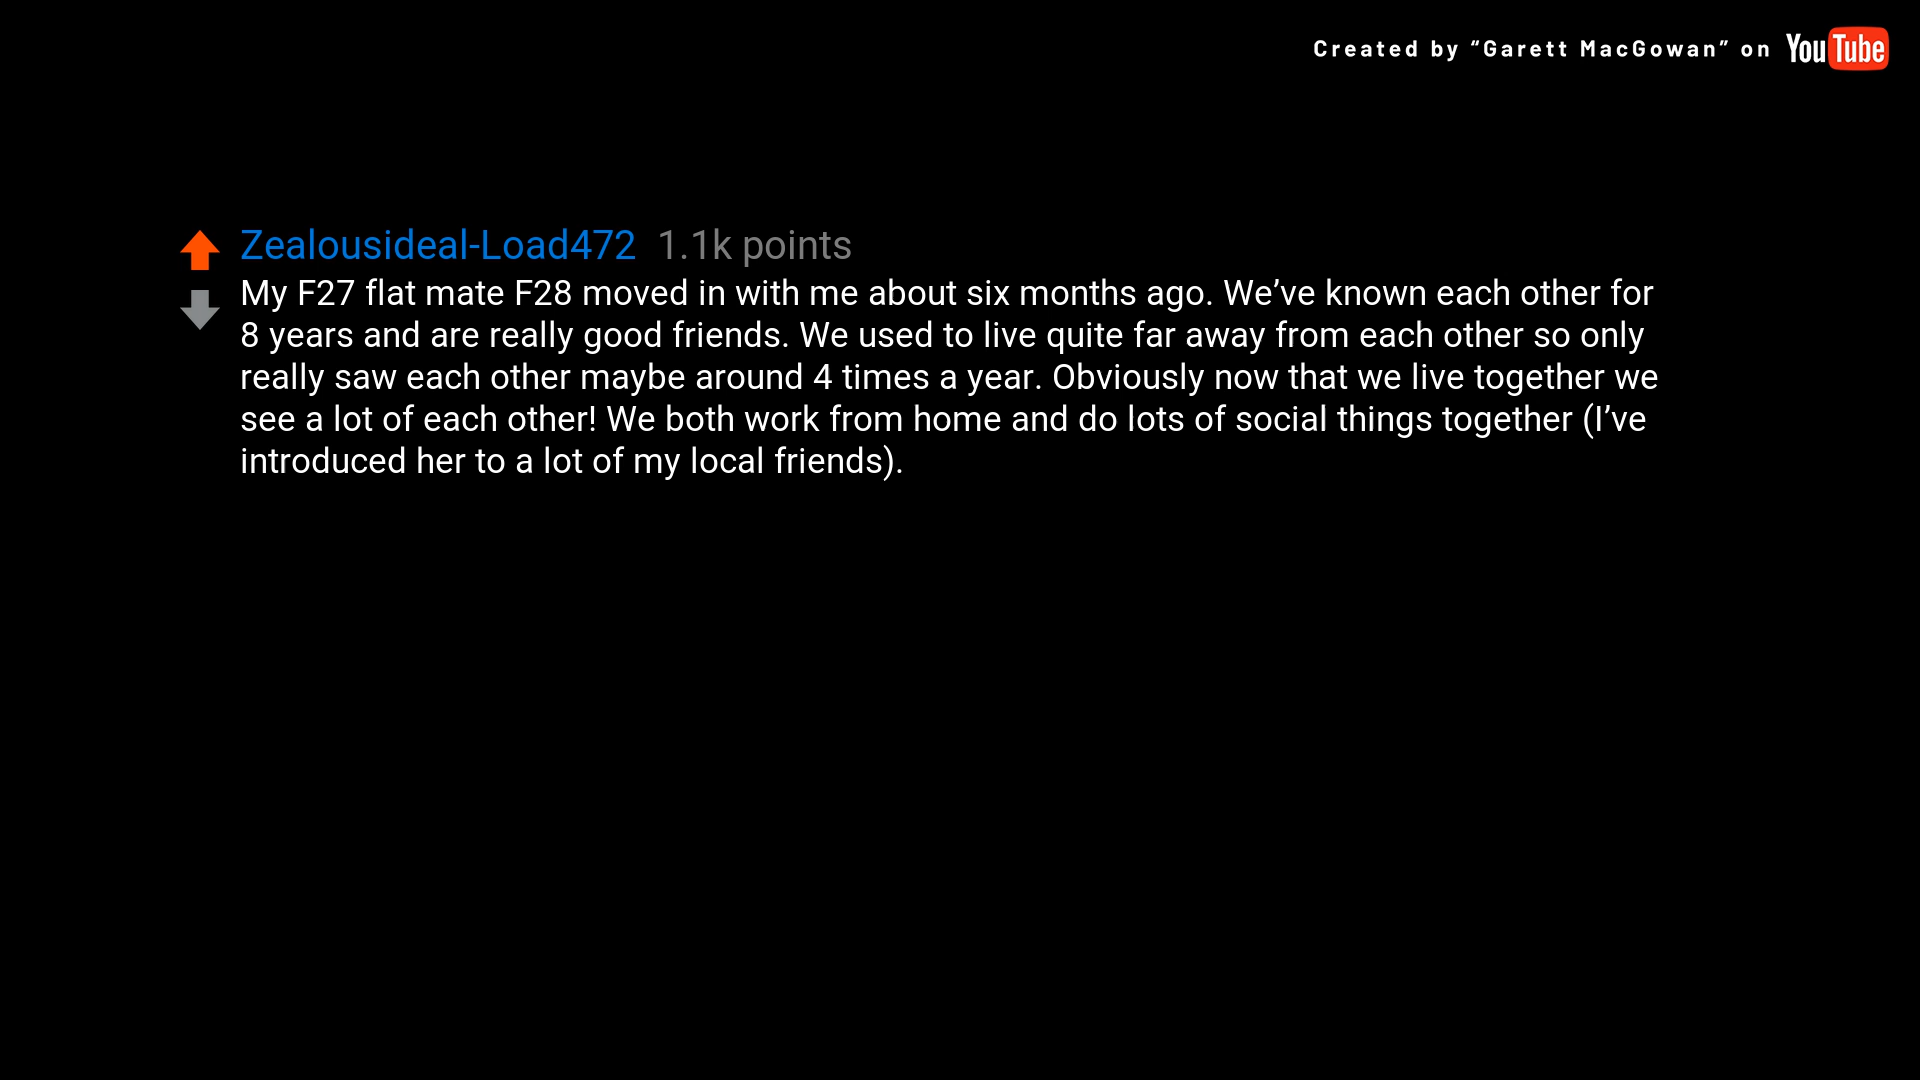 Created by “Garett MacGowan” on YouTube
Zealousideal-Load472 1.1k points
My F27 flat mate F28 moved in with me about six months ago. We’ve known each other for
8 years and are really good friends. We used to live quite far away from each other so only
really saw each other maybe around 4 times a year. Obviously now that we live together we
see a lot of each other! We both work from home and do lots of social things together (I’ve
introduced her to a lot of my local friends).